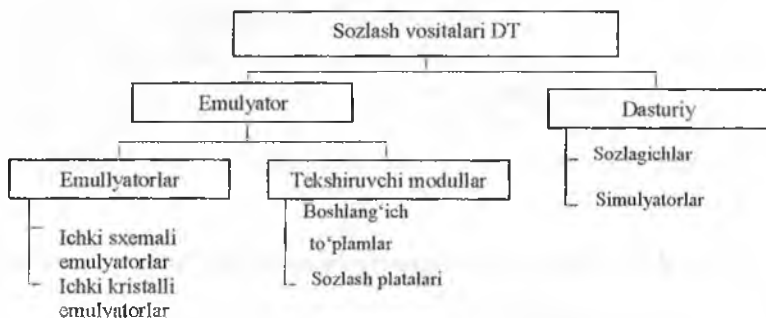 Sozlash vositalari DT
Emulyator
Dasturiy
Emullyatorlar
Tekshiruvchi modullar
Sozlagichlar
Simulyatorlar
Ichki sxemali
emulyatorlar
Ichki kristalli
emulyatorlar
Boshlang‘ich
to‘plamlar
Sozlash platalari